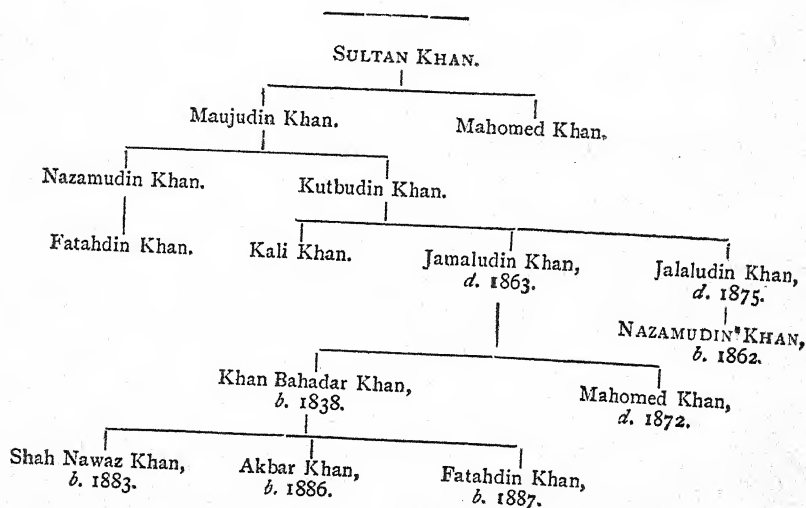 SULTAN KHAN.
Maujudin Khan. Mahomed Khan,
Nazamudin Khan. Kutbudin Khan.
Fatahdin Khan. Kali Khan. Jamaludin Khan, Jalaludin Khan,
d. 1863. d. 1875.
NAZAMUDIN KHAN,
b. 1862.
Khan Bahadar Khan, Mahomed Khan,
b. 1838. d. 1872.
Shah Nawaz Khan, Akbar Khan, Fatahdin Khan,
b. 1883. b. 1886. b. 1887.